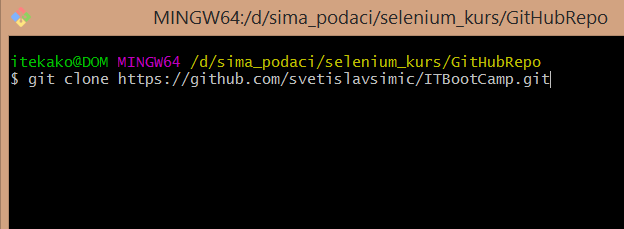 MINGW64:/d/sima_podaci/selenium_kurs/GitHubRepo
itekako@DOM MINGW64 /d/sima_podaci/selenium_kurs/GitHubRepo
$ git clone https://github.com/svetislavsimic/ITBootCamp.git